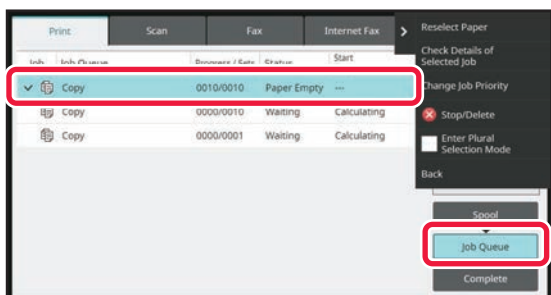 Print Scan Fax Internet Fax
Job Job Queue Progress / Sets Status Start
Copy 0010/0010 Paper Empty ---
Copy 0000/0010 Waiting Calculating
Copy 0000/0001 Waiting Calculating
Reselect Paper
Check Details of
Selected Job
Change Job Priority
Stop/Delete
Enter Plural
Selection Mode
Back
Spool
Job Queue
Complete